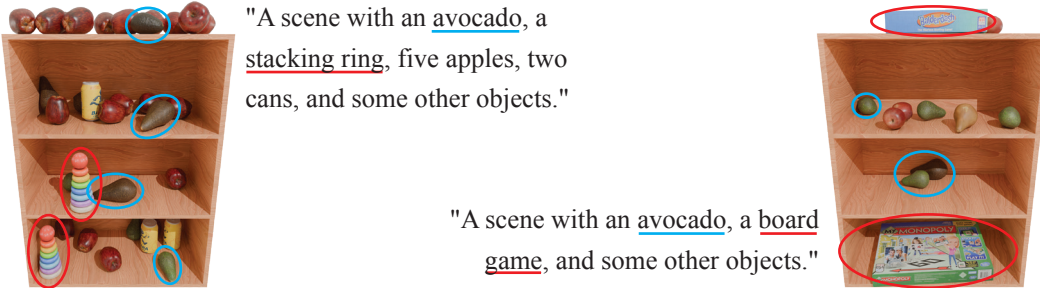 "A scene with an avocado, a
stacking ring, five apples, two
cans, and some other objects."
"A scene with an avocado, a board
game, and some other objects."
MONOPOLY
MONOPOLY